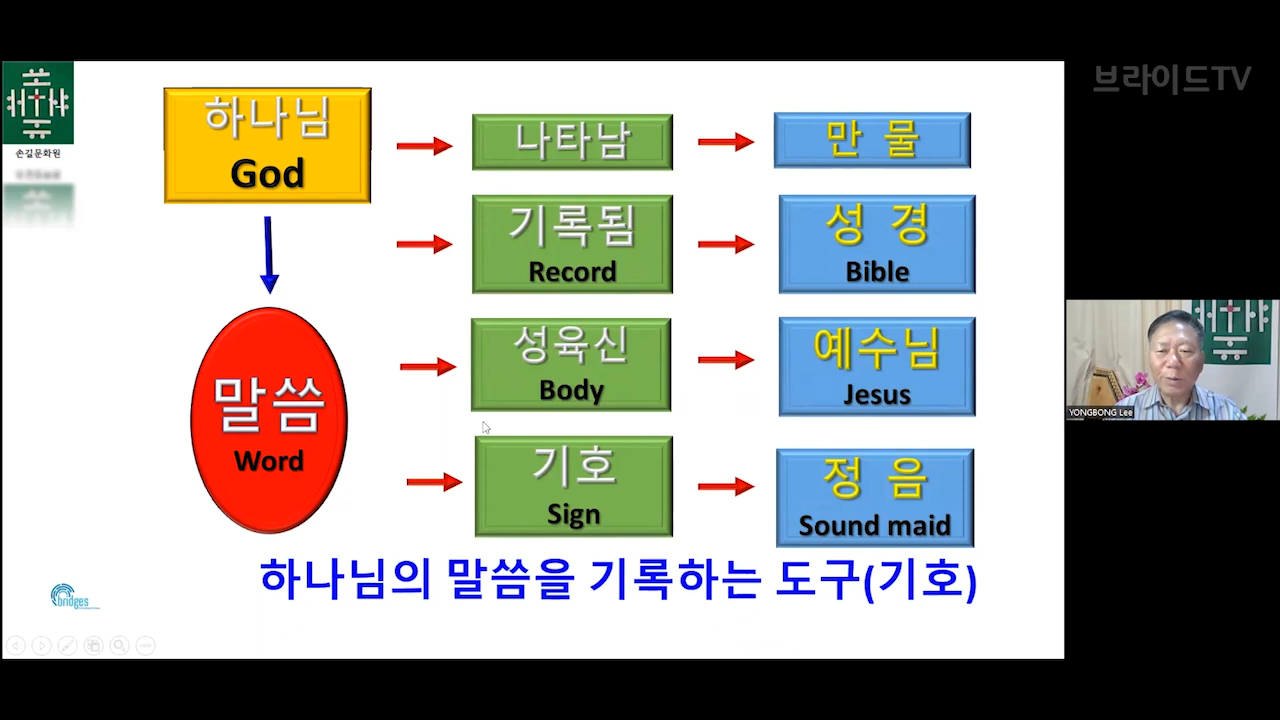 브라이드TV
손길문화원
하나님
God
나타남
만 물
기록됨
Record
성 경
Bible
말씀
Word
성육신
Body
예수님
Jesus
기호
Sign
정 음
Sound maid
하나님의 말씀을 기록하는 도구(기호)
bridges
YONGBONG Lee